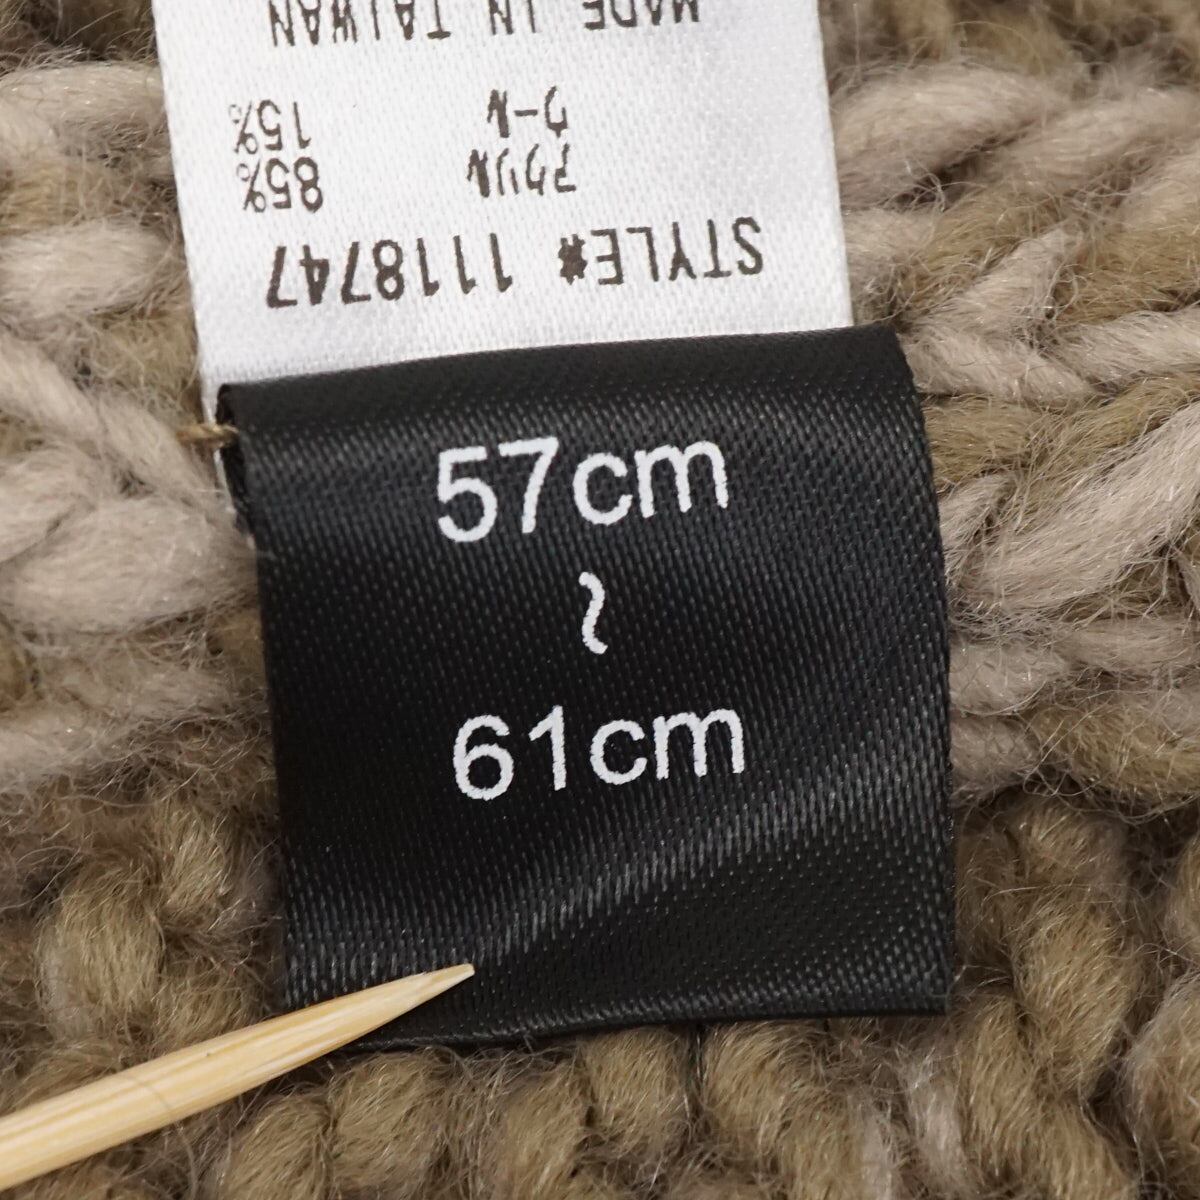 STYLE# 1118747
アクリル 85%
ウール 15%
MADE IN TAIWAN
57cm
~
61cm